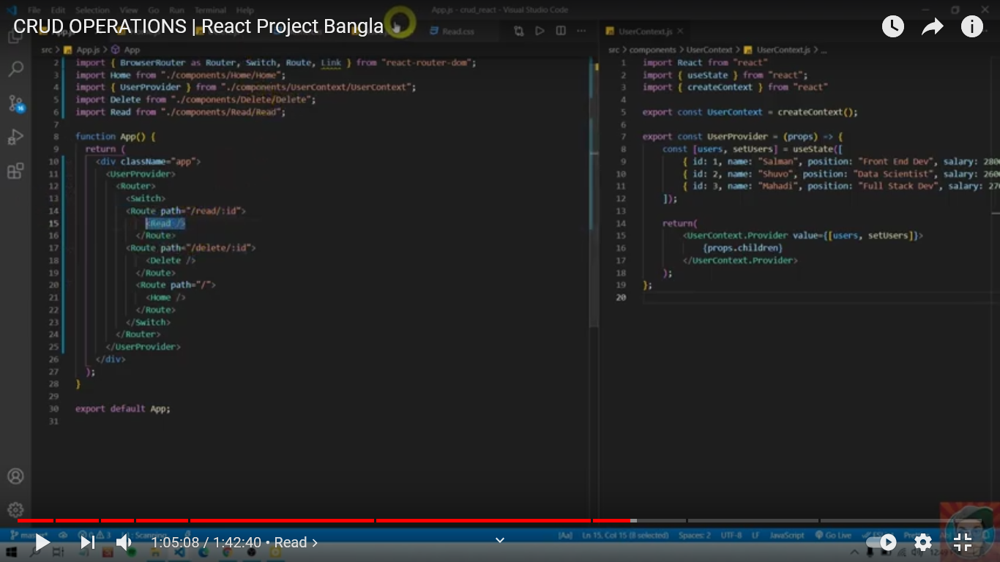 File Edit Selection View Go Run Terminal Help
App.js - crud_react - Visual Studio Code
CRUD OPERATIONS | React Project Bangla
Read.css
UserContext.js
src > App.js > App
src > components > UserContext > UserContext.js > ...
2 import { BrowserRouter as Router, Switch, Route, Link } from "react-router-dom";
3 import Home from "./components/Home/Home";
4 import { UserProvider } from "./components/UserContext/UserContext";
5 import Delete from "./components/Delete/Delete";
6 import Read from "./components/Read/Read";
7
8 function App() {
9 return (
10 <div className="app">
11 <UserProvider>
12 <Router>
13 <Switch>
14 <Route path="/read/:id">
15 <Read />
16 </Route>
17 <Route path="/delete/:id">
18 <Delete />
19 </Route>
20 <Route path="/">
21 <Home />
22 </Route>
23 </Switch>
24 </Router>
25 </UserProvider>
26 </div>
27 );
28 }
29
30 export default App;
31
1 import React from "react"
2 import { useState } from "react";
3 import { createContext } from "react"
4
5 export const UserContext = createContext();
6
7 export const UserProvider = (props) => {
8 const [users, setUsers] = useState([
9 { id: 1, name: "Salman", position: "Front End Dev", salary: 280
10 { id: 2, name: "Shuvo", position: "Data Scientist", salary: 260
11 { id: 3, name: "Mahadi", position: "Full Stack Dev", salary: 27
12 ]);
13
14 return(
15 <UserContext.Provider value={[users, setUsers]}>
16 {props.children}
17 </UserContext.Provider>
18 );
19 };
20
16
Ln 15, Col 15 (8 selected) Spaces: 2 UTF-8 LF JavaScript Go Live
1:05:08 / 1:42:40 • Read >